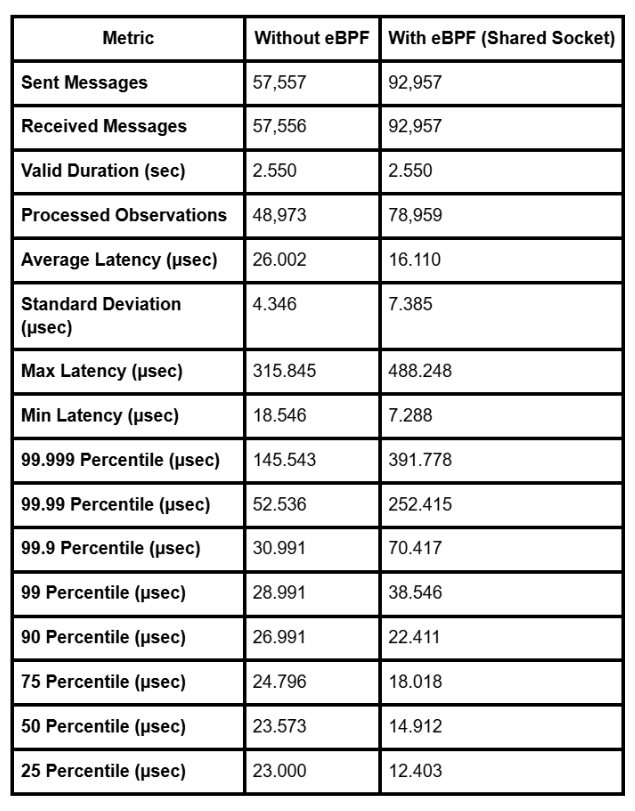 Metric Without eBPF With eBPF (Shared Socket)
Sent Messages 57,557 92,957
Received Messages 57,556 92,957
Valid Duration (sec) 2.550 2.550
Processed Observations 48,973 78,959
Average Latency (µsec) 26.002 16.110
Standard Deviation 4.346 7.385
(µsec)
Max Latency (µsec) 315.845 488.248
Min Latency (µsec) 18.546 7.288
99.999 Percentile (µsec) 145.543 391.778
99.99 Percentile (µsec) 52.536 252.415
99.9 Percentile (µsec) 30.991 70.417
99 Percentile (µsec) 28.991 38.546
90 Percentile (µsec) 26.991 22.411
75 Percentile (µsec) 24.796 18.018
50 Percentile (µsec) 23.573 14.912
25 Percentile (µsec) 23.000 12.403